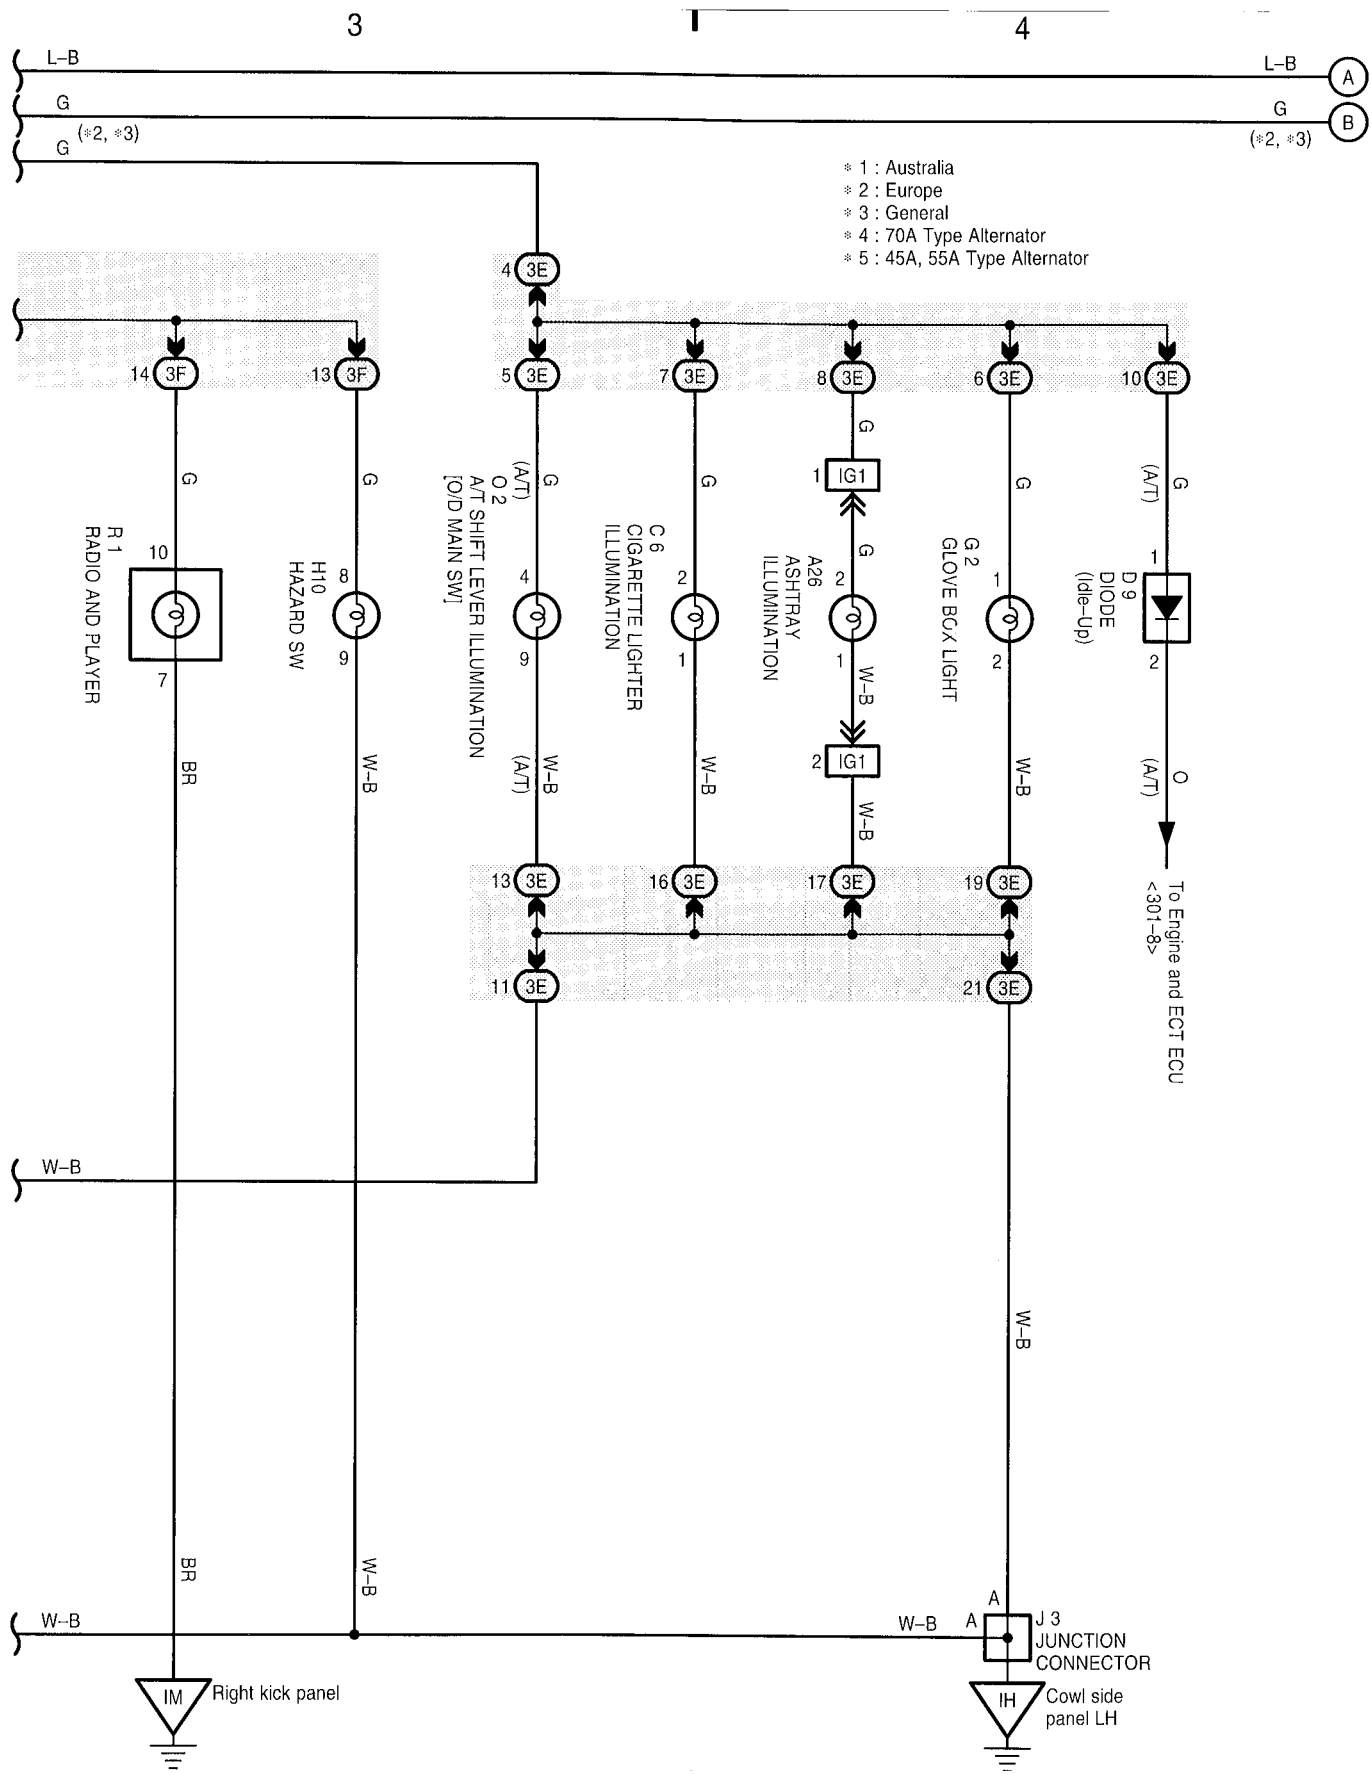 3
4
L–B
L–B
A
G
G
B
(*2, *3)
(*2, *3)
G
* 1 : Australia
* 2 : Europe
* 3 : General
* 4 : 70A Type Alternator
* 5 : 45A, 55A Type Alternator
4 3E
14 3F
13 3F
5 3E
7 3E
8 3E
6 3E
10 3E
G
G
G
(A/T)
G
G
1 IG1
G
G
G
(A/T)
R 1
RADIO AND PLAYER
10
7
H10
HAZARD SW
8
9
O 2
A/T SHIFT LEVER ILLUMINATION
[O/D MAIN SW]
4
9
C 6
CIGARETTE LIGHTER
ILLUMINATION
2
1
A26
ASHTRAY
ILLUMINATION
2
1
G 2
GLOVE BOX LIGHT
1
2
D 9
DIODE
(Idle–Up)
1
2
BR
W–B
W–B
(A/T)
W–B
W–B
2 IG1
W–B
W–B
O
(A/T)
13 3E
16 3E
17 3E
19 3E
To Engine and ECT ECU
<301–8>
11 3E
21 3E
W–B
W–B
BR
W–B
W–B
W–B
A
A
J 3
JUNCTION
CONNECTOR
IM
Right kick panel
IH
Cowl side
panel LH